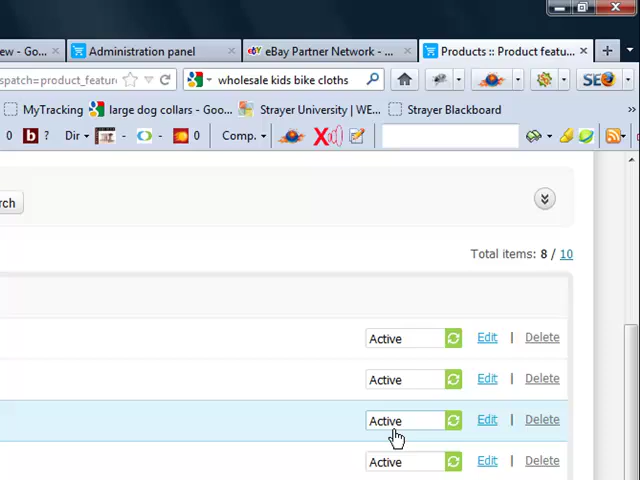 ew - Go... Administration panel eBay Partner Network - ... Products :: Product featu...
spatch=product_feature wholesale kids bike cloths SEO
MyTracking large dog collars - Goo... Strayer University | WE... Strayer Blackboard »
0 b ? Dir 0 Comp.
rch
Total items: 8 / 10
Active Edit | Delete
Active Edit | Delete
Active Edit | Delete
Active Edit | Delete